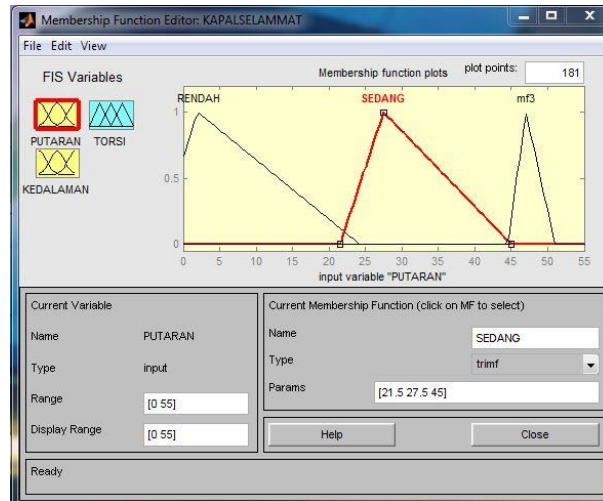 Membership Function Editor: KAPALSELAMMAT
File Edit View
FIS Variables
Membership function plots plot points: 181
RENDAH SEDANG mf3
PUTARAN TORSI
KEDALAMAN
1
0.5
0
0 5 10 15 20 25 30 35 40 45 50 55
input variable "PUTARAN"
Current Variable
Name PUTARAN
Type input
Range [0 55]
Display Range [0 55]
Current Membership Function (click on MF to select)
Name SEDANG
Type trimf
Params [21.5 27.5 45]
Help Close
Ready